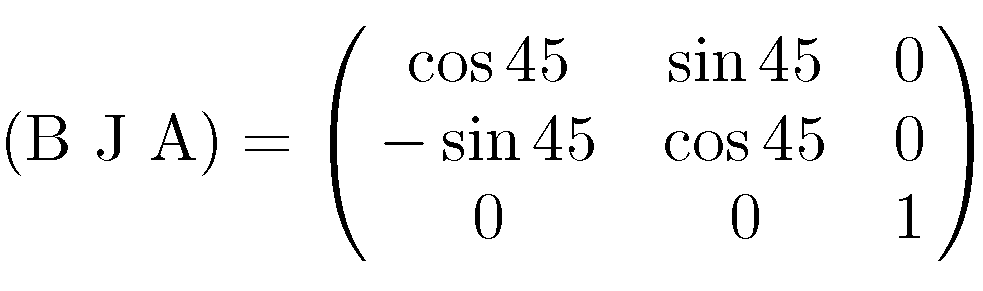 cos 45 sin 45 0
(B J A) = − sin 45 cos 45 0
0 0 1